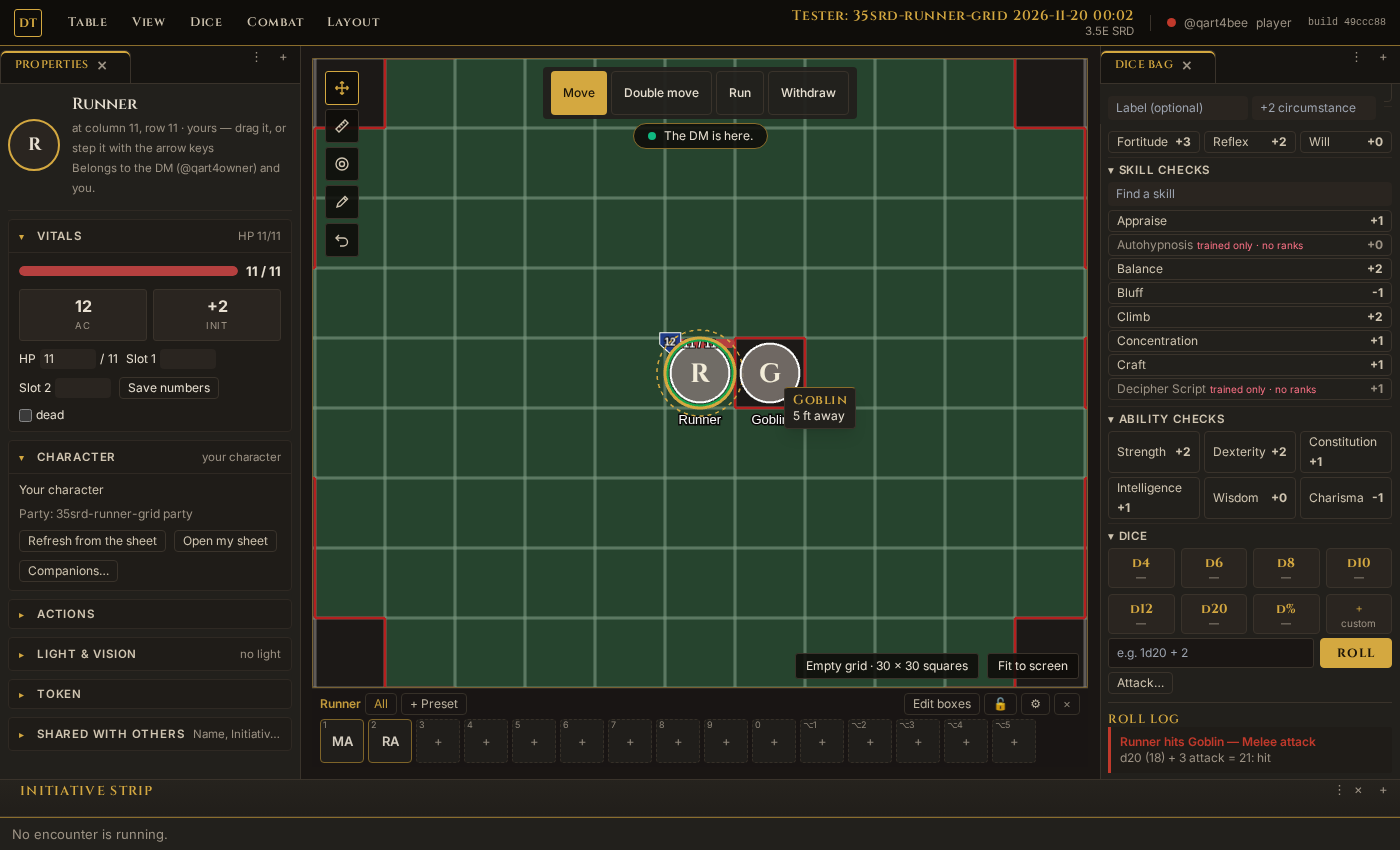 DT
TABLE
VIEW
DICE
COMBAT
LAYOUT
TESTER: 35SRD-RUNNER-GRID 2026-11-20 00:02
3.5E SRD
@qart4bee player
build 49ccc88
PROPERTIES ×
⋮ +
R
RUNNER
at column 11, row 11 · yours — drag it, or
step it with the arrow keys
Belongs to the DM (@qart4owner) and
you.
▾ VITALS HP 11/11
11 / 11
12
AC
+2
INIT
HP 11 / 11 Slot 1
Slot 2 Save numbers
dead
▾ CHARACTER your character
Your character
Party: 35srd-runner-grid party
Refresh from the sheet Open my sheet
Companions...
▸ ACTIONS
▸ LIGHT & VISION no light
▸ TOKEN
▸ SHARED WITH OTHERS Name, Initiativ...
Move Double move Run Withdraw
The DM is here.
12
R
G
Runner
GOBLIN
5 ft away
Empty grid · 30 × 30 squares
Fit to screen
Runner All + Preset
Edit boxes ×
1 MA
2 RA
3 +
4 +
5 +
6 +
7 +
8 +
9 +
0 +
⌥1 +
⌥2 +
⌥3 +
⌥4 +
⌥5 +
DICE BAG ×
⋮ +
Label (optional) +2 circumstance
Fortitude +3 Reflex +2 Will +0
▾ SKILL CHECKS
Find a skill
Appraise +1
Autohypnosis trained only · no ranks +0
Balance +2
Bluff -1
Climb +2
Concentration +1
Craft +1
Decipher Script trained only · no ranks +1
▾ ABILITY CHECKS
Strength +2 Dexterity +2 Constitution +1
Intelligence +1 Wisdom +0 Charisma -1
▾ DICE
D4 — D6 — D8 — D10 —
D12 — D20 — D% — + custom
e.g. 1d20 + 2 ROLL
Attack...
ROLL LOG
Runner hits Goblin — Melee attack
d20 (18) + 3 attack = 21: hit
INITIATIVE STRIP
⋮ × +
No encounter is running.